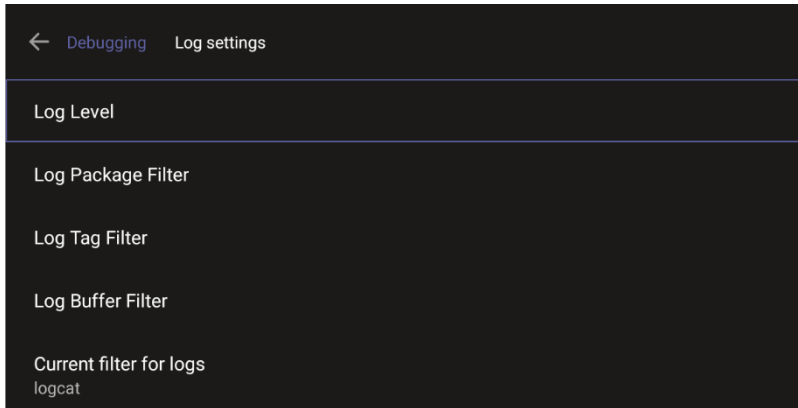 Debugging Log settings
Log Level
Log Package Filter
Log Tag Filter
Log Buffer Filter
Current filter for logs
logcat